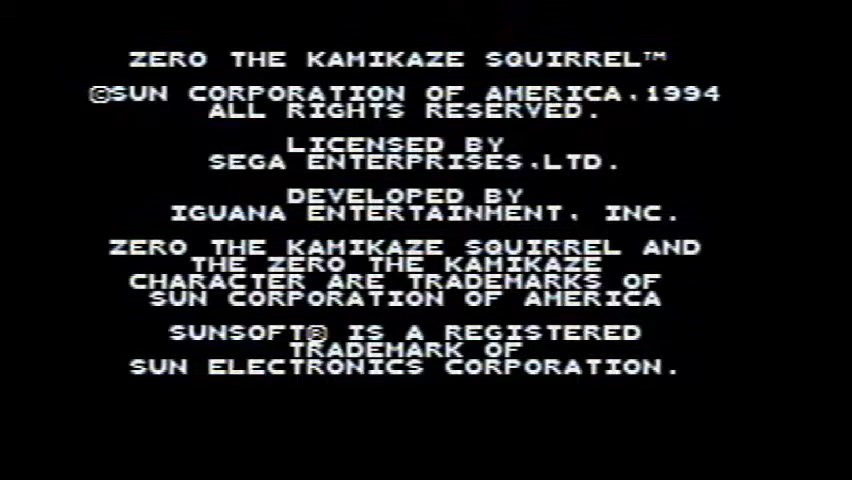 ZERO THE KAMIKAZE SQUIRREL™
©SUN CORPORATION OF AMERICA.1994
ALL RIGHTS RESERVED.
LICENSED BY
SEGA ENTERPRISES.LTD.
DEVELOPED BY
IGUANA ENTERTAINMENT. INC.
ZERO THE KAMIKAZE SQUIRREL AND
THE ZERO THE KAMIKAZE
CHARACTER ARE TRADEMARKS OF
SUN CORPORATION OF AMERICA
SUNSOFT® IS A REGISTERED
TRADEMARK OF
SUN ELECTRONICS CORPORATION.